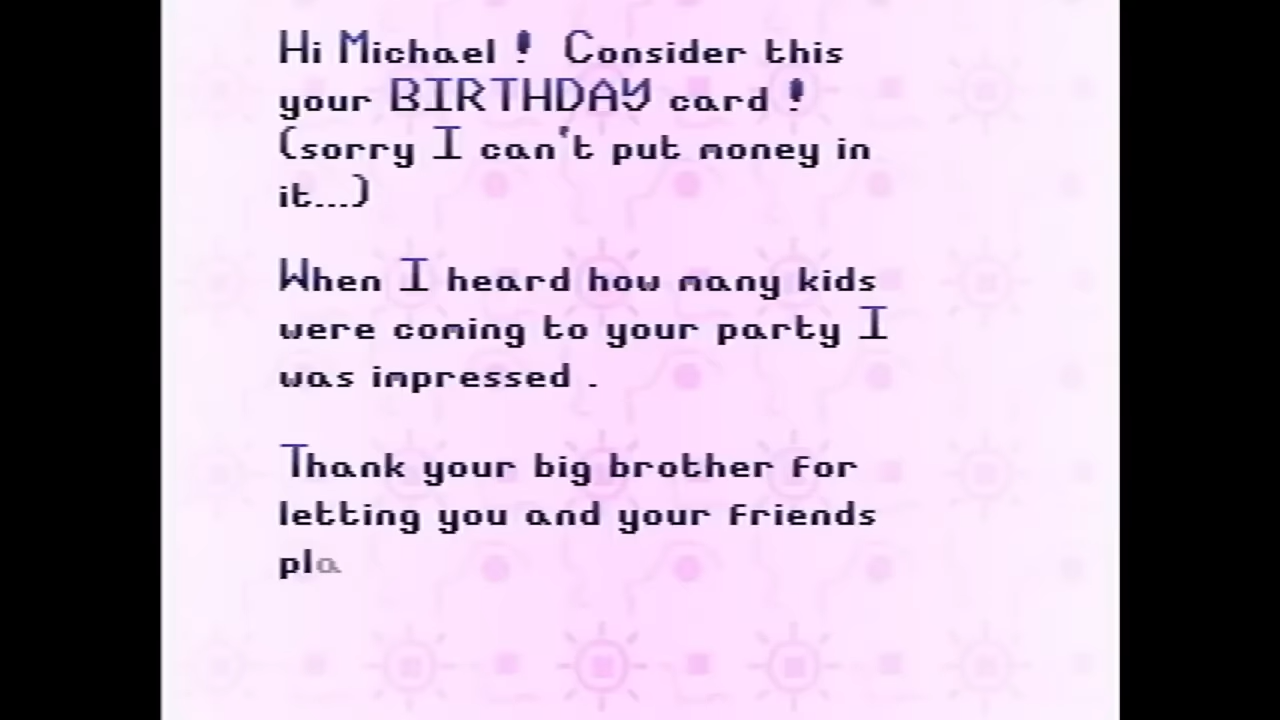 Hi Michael ! Consider this
your BIRTHDAY card !
(sorry I can't put money in
it...)
When I heard how many kids
were coming to your party I
was impressed .
Thank your big brother for
letting you and your friends
pla